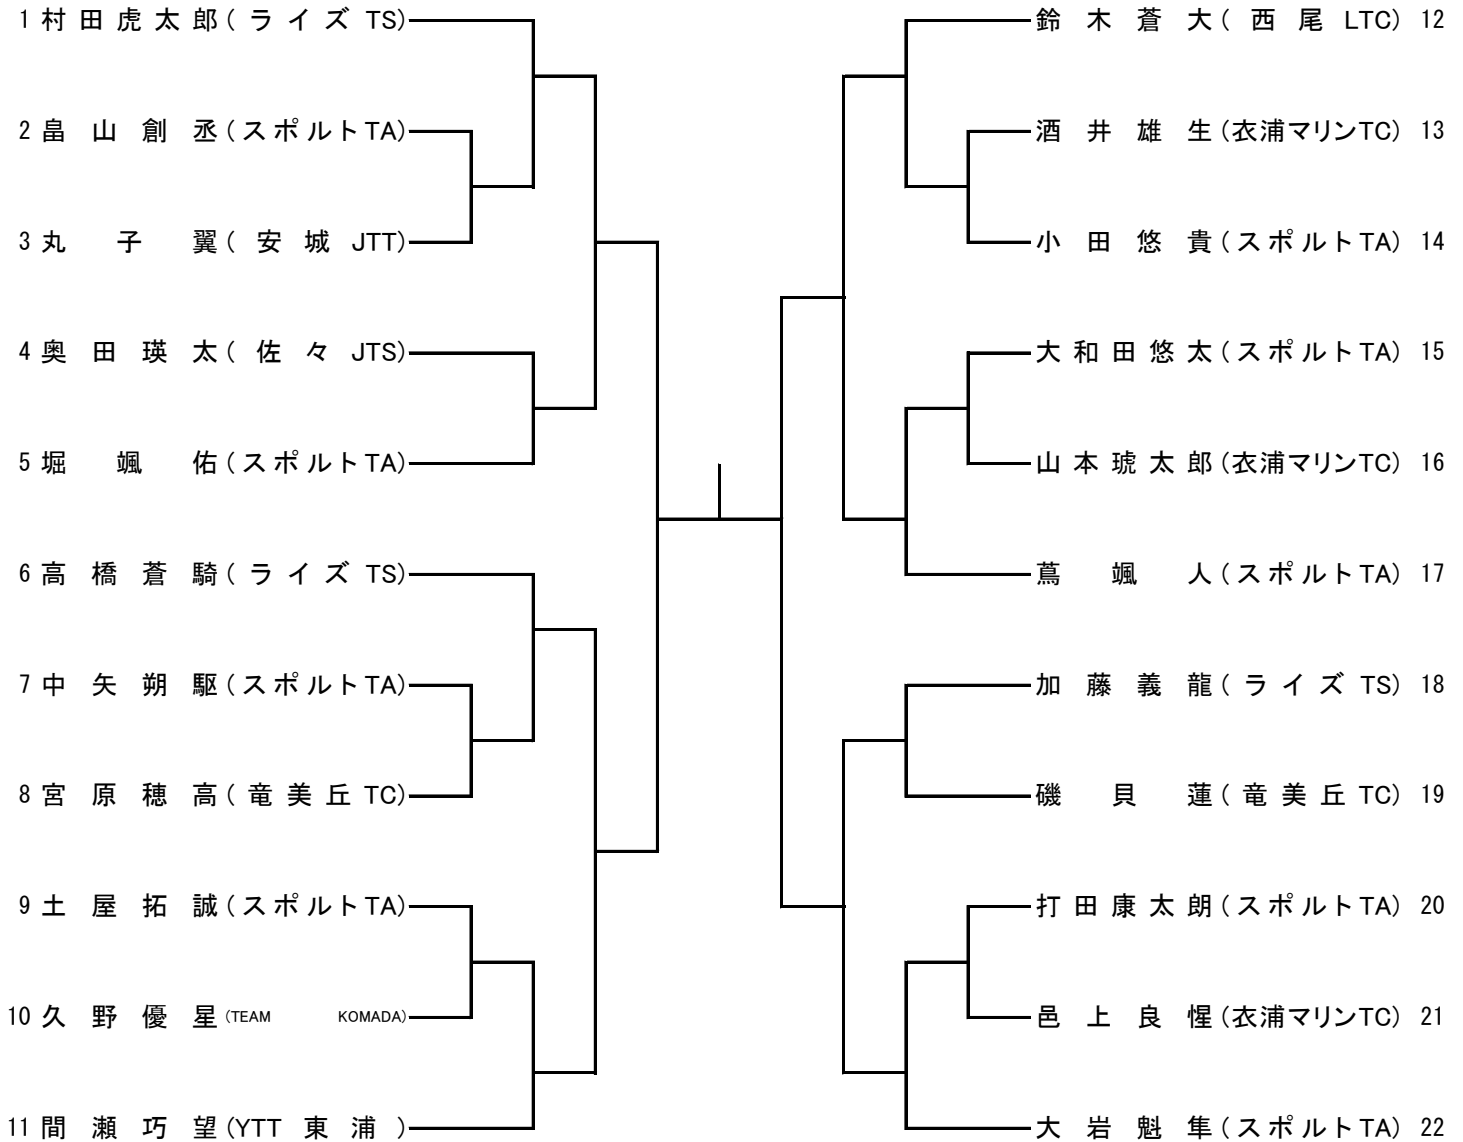 1 村田虎太郎(ライズ TS)
2 畠山創丞(スポルトTA)
3 丸子翼(安城 JTT)
4 奥田瑛太(佐々 JTS)
5 堀颯佑(スポルトTA)
6 高橋蒼騎(ライズ TS)
7 中矢朔駆(スポルトTA)
8 宮原穂高(竜美丘 TC)
9 土屋拓誠(スポルトTA)
10 久野優星(TEAM KOMADA)
11 間瀬巧望(YTT 東浦)
鈴木蒼大(西尾 LTC) 12
酒井雄生(衣浦マリンTC) 13
小田悠貴(スポルトTA) 14
大和田悠太(スポルトTA) 15
山本琥太郎(衣浦マリンTC) 16
蔦颯人(スポルトTA) 17
加藤義龍(ライズ TS) 18
磯貝蓮(竜美丘 TC) 19
打田康太朗(スポルトTA) 20
邑上良惺(衣浦マリンTC) 21
大岩魁隼(スポルトTA) 22